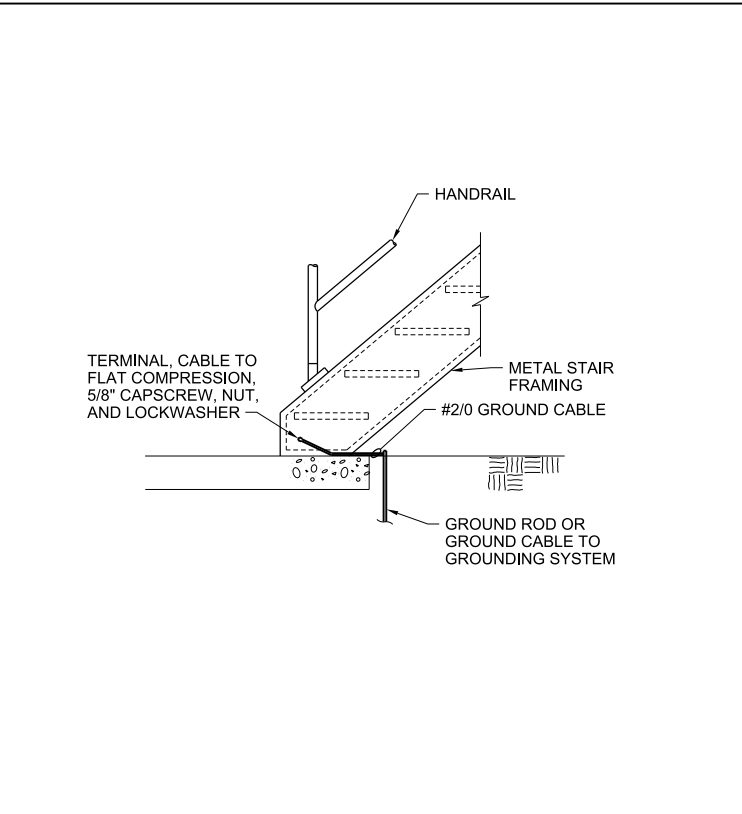 HANDRAIL
TERMINAL, CABLE TO
FLAT COMPRESSION,
5/8" CAPSCREW, NUT,
AND LOCKWASHER
METAL STAIR
FRAMING
#2/0 GROUND CABLE
GROUND ROD OR
GROUND CABLE TO
GROUNDING SYSTEM